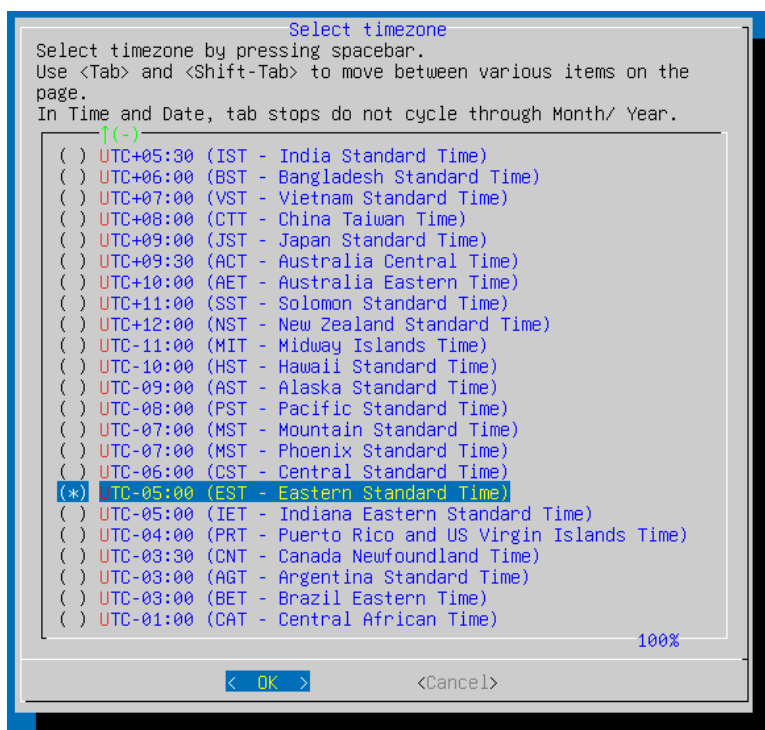 Select timezone
Select timezone by pressing spacebar.
Use <Tab> and <Shift-Tab> to move between various items on the
page.
In Time and Date, tab stops do not cycle through Month/ Year.
↑(-)
( ) UTC+05:30 (IST - India Standard Time)
( ) UTC+06:00 (BST - Bangladesh Standard Time)
( ) UTC+07:00 (VST - Vietnam Standard Time)
( ) UTC+08:00 (CTT - China Taiwan Time)
( ) UTC+09:00 (JST - Japan Standard Time)
( ) UTC+09:30 (ACT - Australia Central Time)
( ) UTC+10:00 (AET - Australia Eastern Time)
( ) UTC+11:00 (SST - Solomon Standard Time)
( ) UTC+12:00 (NST - New Zealand Standard Time)
( ) UTC-11:00 (MIT - Midway Islands Time)
( ) UTC-10:00 (HST - Hawaii Standard Time)
( ) UTC-09:00 (AST - Alaska Standard Time)
( ) UTC-08:00 (PST - Pacific Standard Time)
( ) UTC-07:00 (MST - Mountain Standard Time)
( ) UTC-07:00 (MST - Phoenix Standard Time)
( ) UTC-06:00 (CST - Central Standard Time)
(*) UTC-05:00 (EST - Eastern Standard Time)
( ) UTC-05:00 (IET - Indiana Eastern Standard Time)
( ) UTC-04:00 (PRT - Puerto Rico and US Virgin Islands Time)
( ) UTC-03:30 (CNT - Canada Newfoundland Time)
( ) UTC-03:00 (AGT - Argentina Standard Time)
( ) UTC-03:00 (BET - Brazil Eastern Time)
( ) UTC-01:00 (CAT - Central African Time)
100%
< OK > <Cancel>